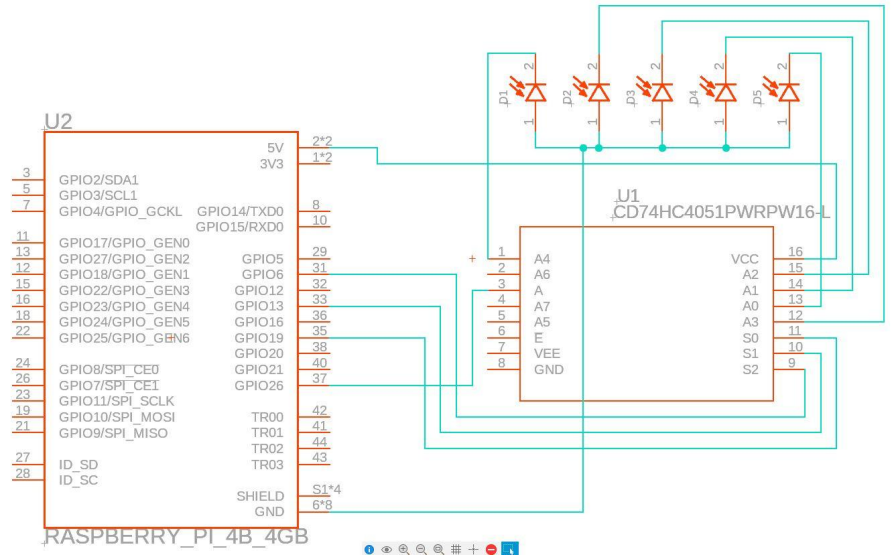 D1
D2
D3
D4
D5
2
2
2
2
2
1
1
1
1
1
U2
5V 2*2
3V3 1*2
3 GPIO2/SDA1
5 GPIO3/SCL1
7 GPIO4/GPIO_GCKL
GPIO14/TXD0 8
GPIO15/RXD0 10
11 GPIO17/GPIO_GEN0
13 GPIO27/GPIO_GEN2
12 GPIO18/GPIO_GEN1
15 GPIO22/GPIO_GEN3
16 GPIO23/GPIO_GEN4
18 GPIO24/GPIO_GEN5
22 GPIO25/GPIO_GEN6
GPIO5 29
GPIO6 31
GPIO12 32
GPIO13 33
GPIO16 36
GPIO19 35
GPIO20 38
GPIO21 40
GPIO26 37
24 GPIO8/SPI_CE0
26 GPIO7/SPI_CE1
23 GPIO11/SPI_SCLK
19 GPIO10/SPI_MOSI
21 GPIO9/SPI_MISO
TR00 42
TR01 41
TR02 44
TR03 43
27 ID_SD
28 ID_SC
SHIELD S1*4
GND 6*8
RASPBERRY_PI_4B_4GB
U1
CD74HC4051PWRPW16-L
1 A4
2 A6
3 A
4 A7
5 A5
6 E
7 VEE
8 GND
VCC 16
A2 15
A1 14
A0 13
A3 12
S0 11
S1 10
S2 9